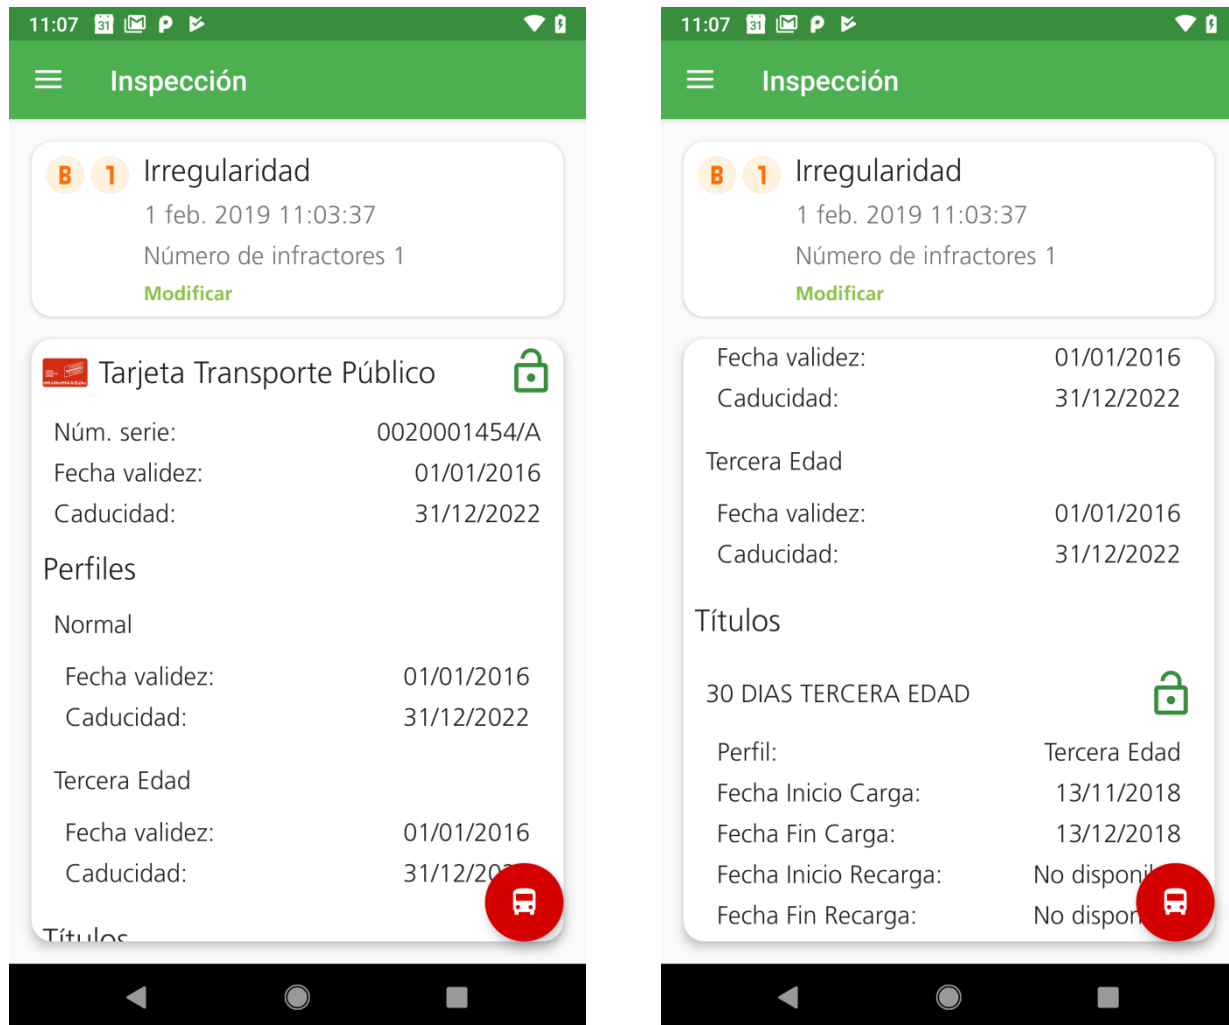 11:07
Inspección
B 1 Irregularidad
1 feb. 2019 11:03:37
Número de infractores 1
Modificar
Tarjeta Transporte Público
Núm. serie: 0020001454/A
Fecha validez: 01/01/2016
Caducidad: 31/12/2022
Perfiles
Normal
Fecha validez: 01/01/2016
Caducidad: 31/12/2022
Tercera Edad
Fecha validez: 01/01/2016
Caducidad:
Títulos
11:07
Inspección
B 1 Irregularidad
1 feb. 2019 11:03:37
Número de infractores 1
Modificar
Fecha validez: 01/01/2016
Caducidad: 31/12/2022
Tercera Edad
Fecha validez: 01/01/2016
Caducidad: 31/12/2022
Títulos
30 DIAS TERCERA EDAD
Perfil: Tercera Edad
Fecha Inicio Carga: 13/11/2018
Fecha Fin Carga: 13/12/2018
Fecha Inicio Recarga: No
Fecha Fin Recarga: No